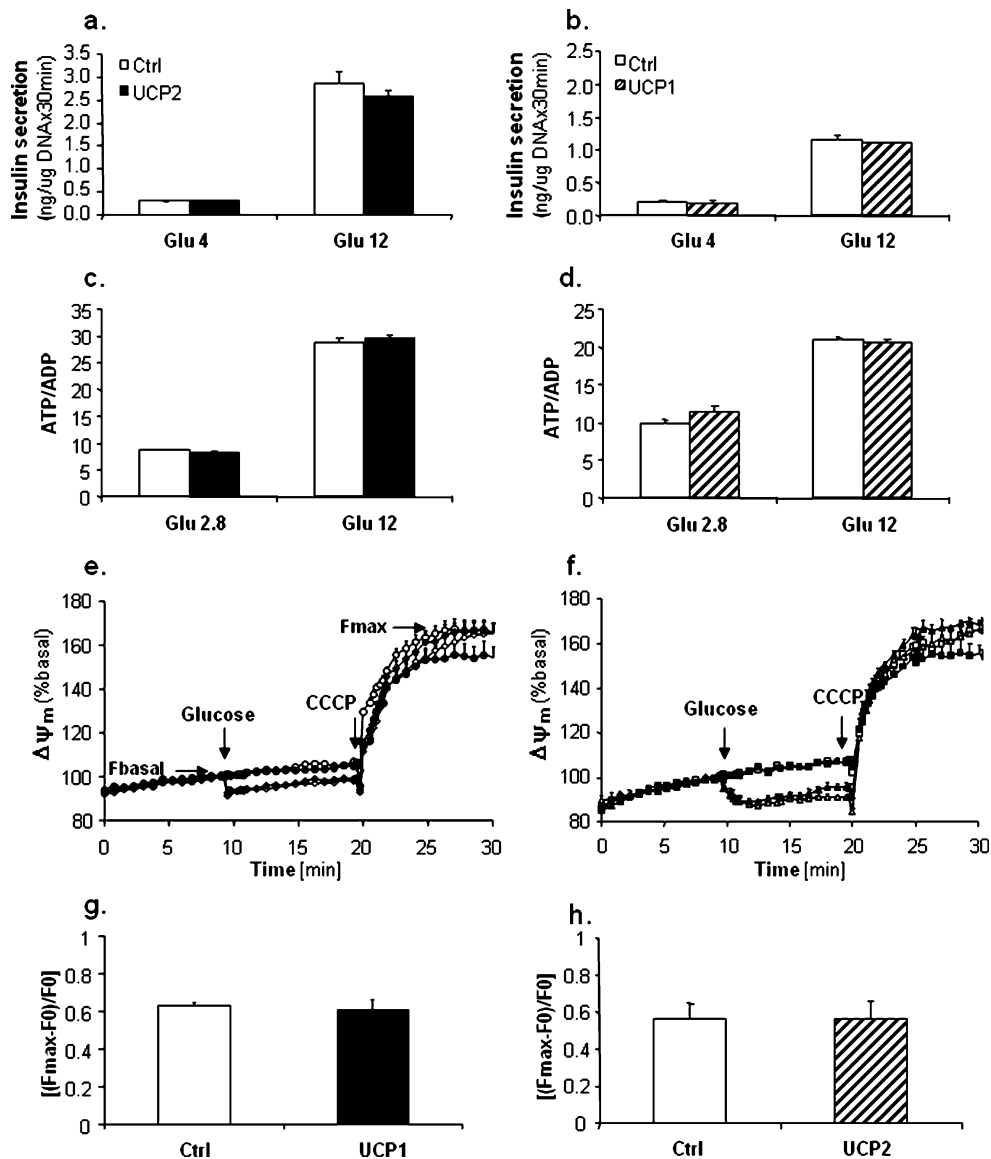 a.
Insulin secretion
(ng/ug DNAx30min)
3.5
3.0
2.5
2.0
1.5
1.0
0.5
0.0
Ctrl
UCP2
Glu 4
Glu 12
b.
Insulin secretion
(ng/ug DNAx30min)
2.5
2.0
1.5
1.0
0.5
0.0
Ctrl
UCP1
Glu 4
Glu 12
c.
ATP/ADP
35
30
25
20
15
10
5
0
Glu 2.8
Glu 12
d.
ATP/ADP
25
20
15
10
5
0
Glu 2.8
Glu 12
e.
ΔΨm (%basal)
180
160
140
120
100
80
Fmax
CCCP
Glucose
Fbasal
0
5
10
15
20
25
30
Time [min]
f.
ΔΨm (%basal)
180
160
140
120
100
80
CCCP
Glucose
0
5
10
15
20
25
30
Time [min]
g.
[(Fmax-F0)/F0]
1
0.8
0.6
0.4
0.2
0
Ctrl
UCP1
h.
[(Fmax-F0)/F0]
1
0.8
0.6
0.4
0.2
0
Ctrl
UCP2